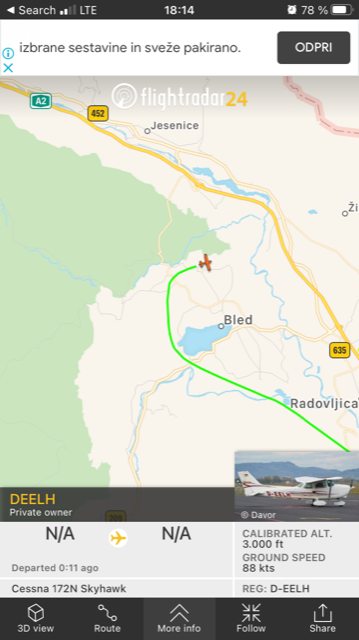 Search
LTE
18:14
78 %
izbrane sestavine in sveže pakirano.
ODPRI
flightradar24
A2
452
Jesenice
Ži
Bled
635
Radovljica
DEELH
Private owner
D-EELH
© Davor
N/A
N/A
Departed 0:11 ago
CALIBRATED ALT.
3.000 ft
GROUND SPEED
88 kts
Cessna 172N Skyhawk
REG: D-EELH
3D view
Route
More info
Follow
Share